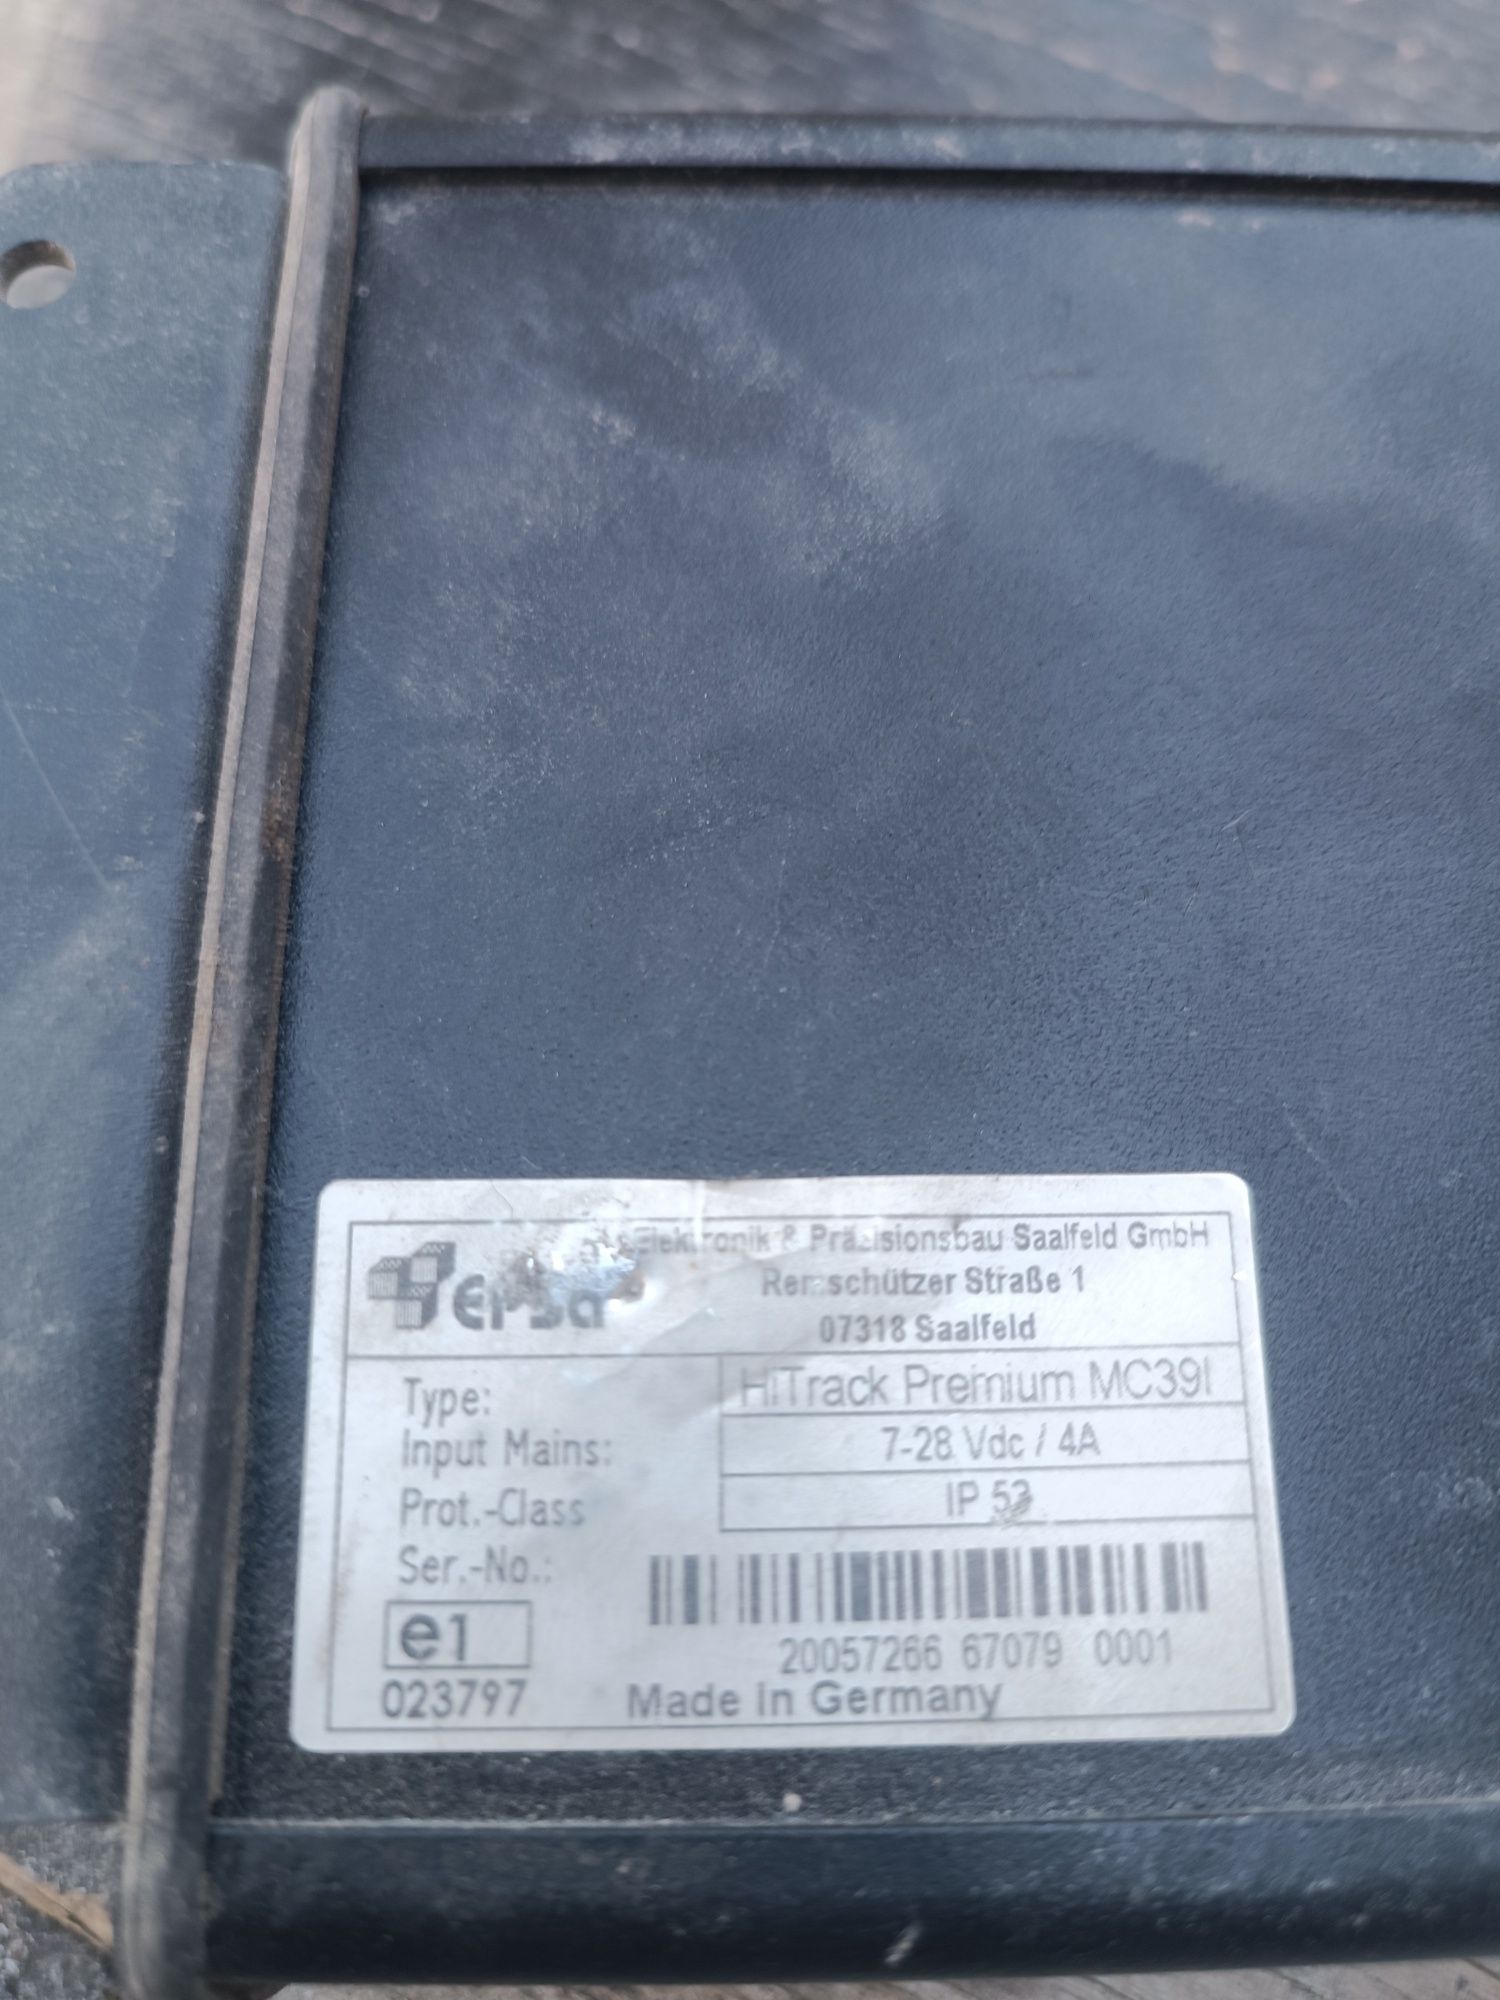 Elektronik & Präzisionsbau Saalfeld GmbH
ersa
Remschützer Straße 1
07318 Saalfeld
Type: HiTrack Premium MC39I
Input Mains: 7-28 Vdc / 4A
Prot.-Class IP 53
Ser.-No.:
e1
20057266 67079 0001
023797 Made in Germany